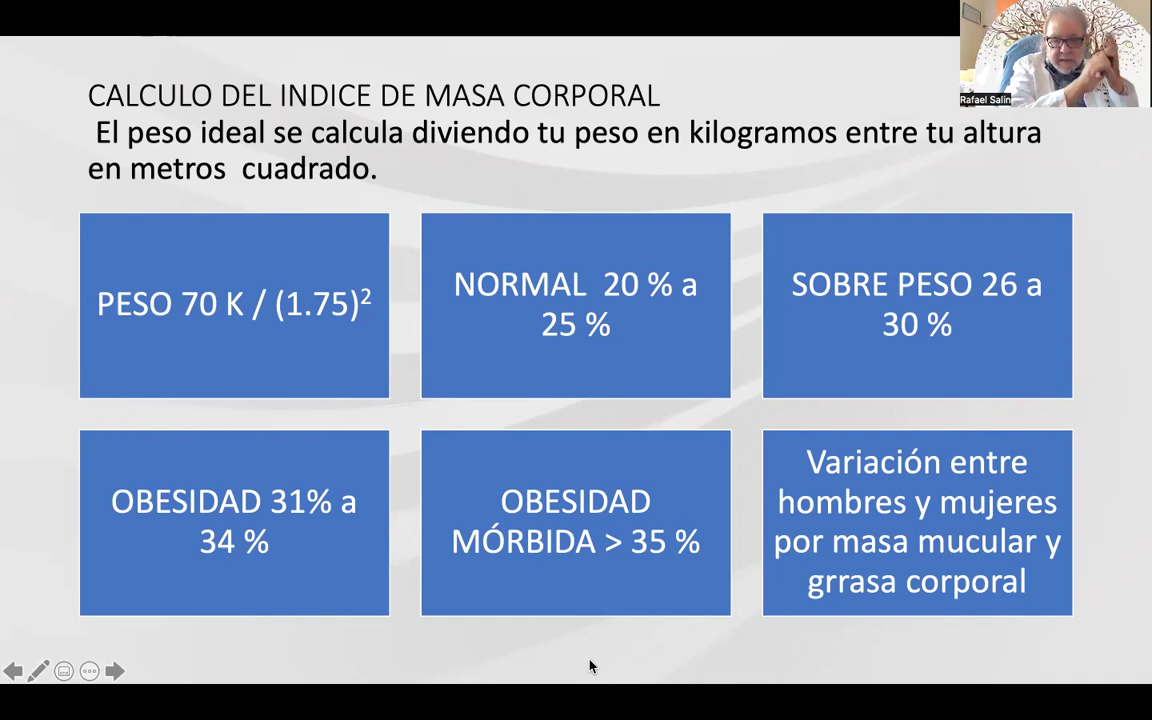 CALCULO DEL INDICE DE MASA CORPORAL
El peso ideal se calcula diviendo tu peso en kilogramos entre tu altura
en metros cuadrado.
PESO 70 K / (1.75)²
NORMAL 20 % a
25 %
SOBRE PESO 26 a
30 %
OBESIDAD 31% a
34 %
OBESIDAD
MÓRBIDA > 35 %
Variación entre
hombres y mujeres
por masa mucular y
grrasa corporal
Rafael Salin